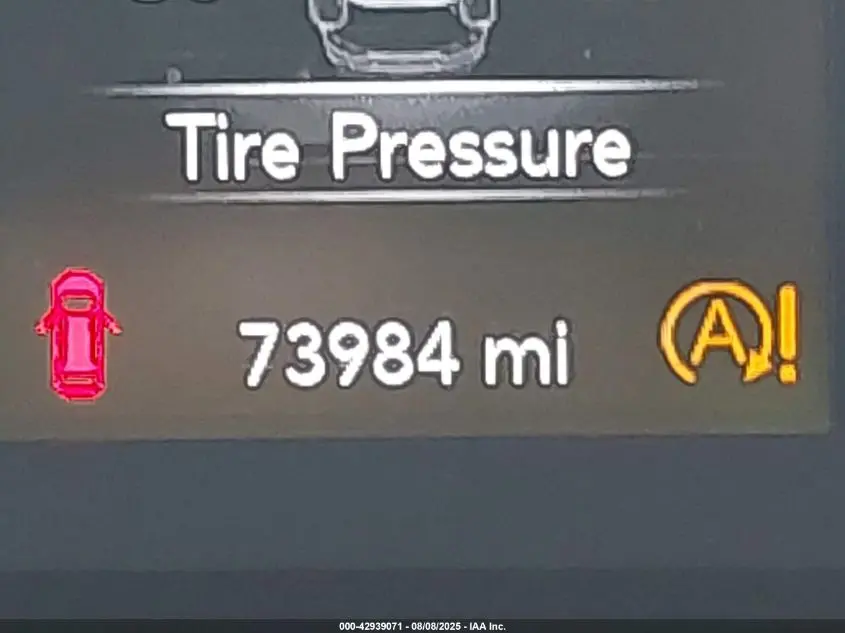 Tire Pressure
73984 mi
A!
000-42939071 - 08/08/2025 - IAA Inc.